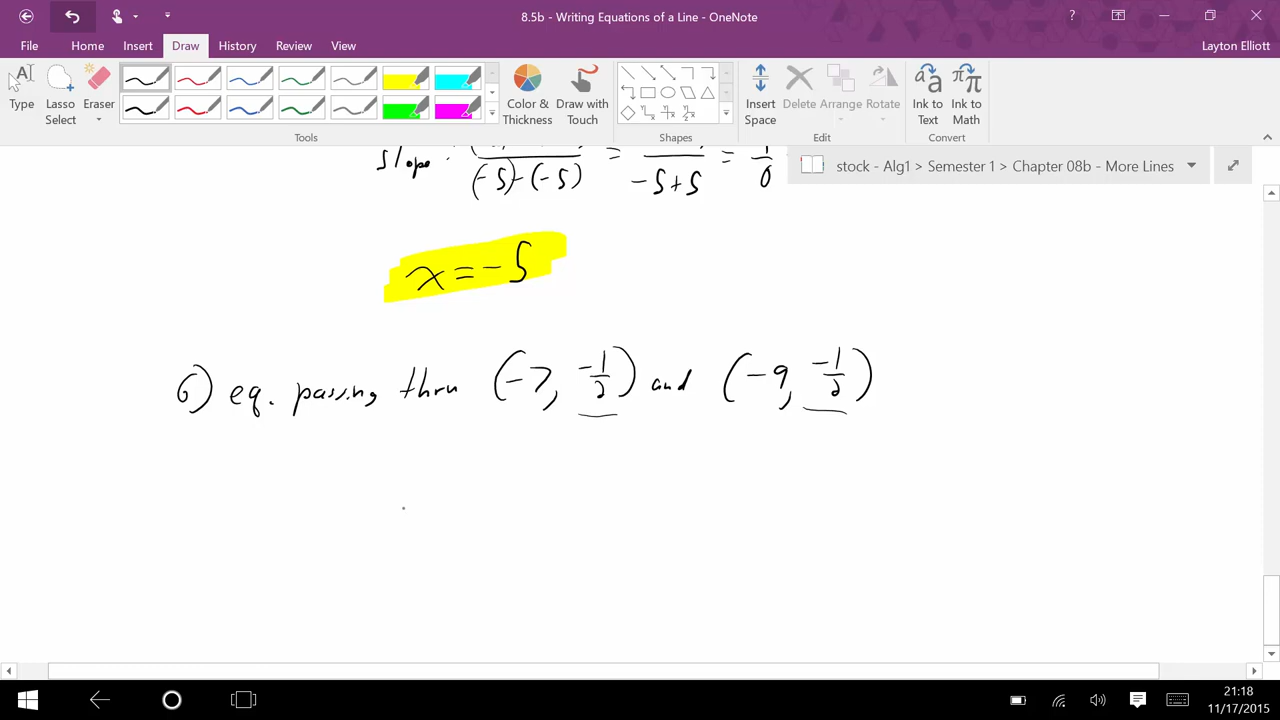 8.5b - Writing Equations of a Line - OneNote
?
Layton Elliott
File Home Insert Draw History Review View
Type
Lasso Select
Eraser
Color & Thickness
Draw with Touch
Insert Space
Delete
Arrange
Rotate
Ink to Text
Ink to Math
Tools
Shapes
Edit
Convert
stock - Alg1 > Semester 1 > Chapter 08b - More Lines
slope : / (-5)-(-5) = / -5+5 = 1/0
x = -5
6) eq. passing thru (-7, -1/2) and (-9, -1/2)
21:18
11/17/2015